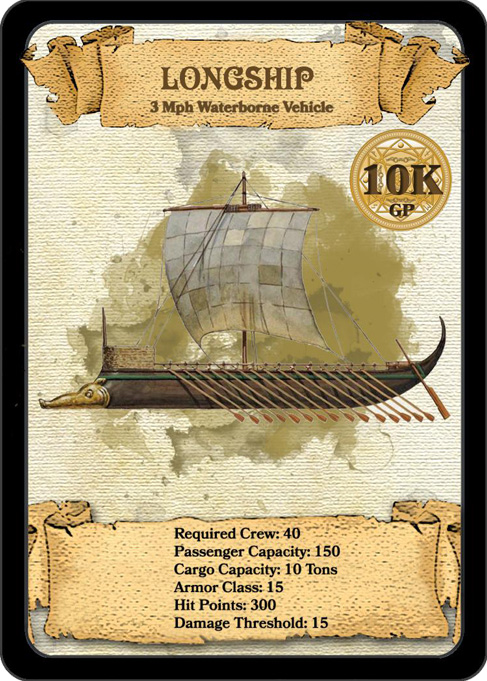 LONGSHIP
3 Mph Waterborne Vehicle
10K
GP
Required Crew: 40
Passenger Capacity: 150
Cargo Capacity: 10 Tons
Armor Class: 15
Hit Points: 300
Damage Threshold: 15